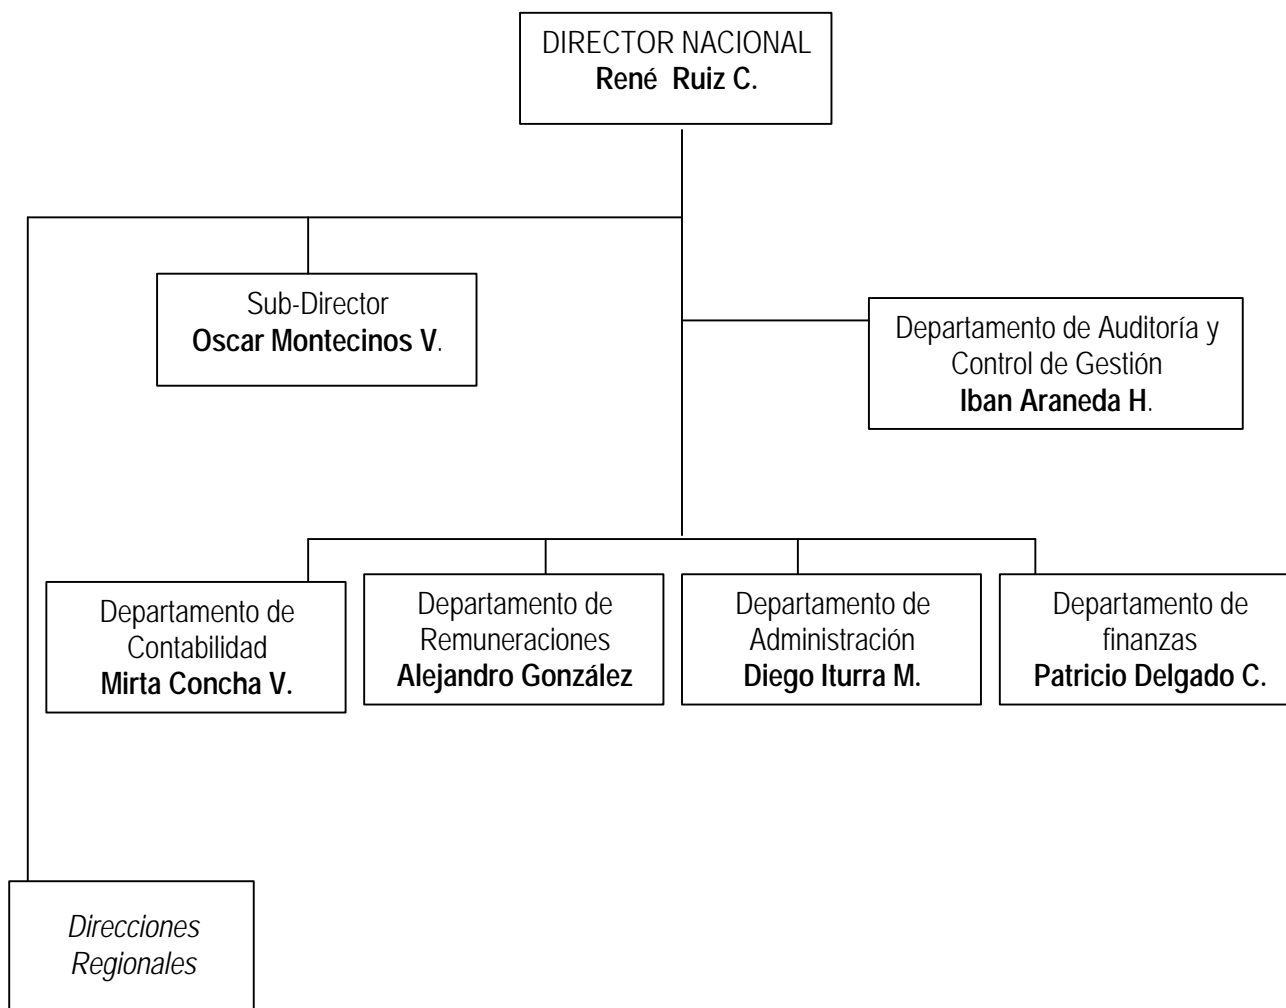 DIRECTOR NACIONAL
René  Ruiz C.
Sub-Director
Oscar Montecinos V.
Departamento de Auditoría y
Control de Gestión
Iban Araneda H.
Departamento de
Contabilidad
Mirta Concha V.
Departamento de
Remuneraciones
Alejandro González
Departamento de
Administración
Diego Iturra M.
Departamento de
finanzas
Patricio Delgado C.
Direcciones
Regionales